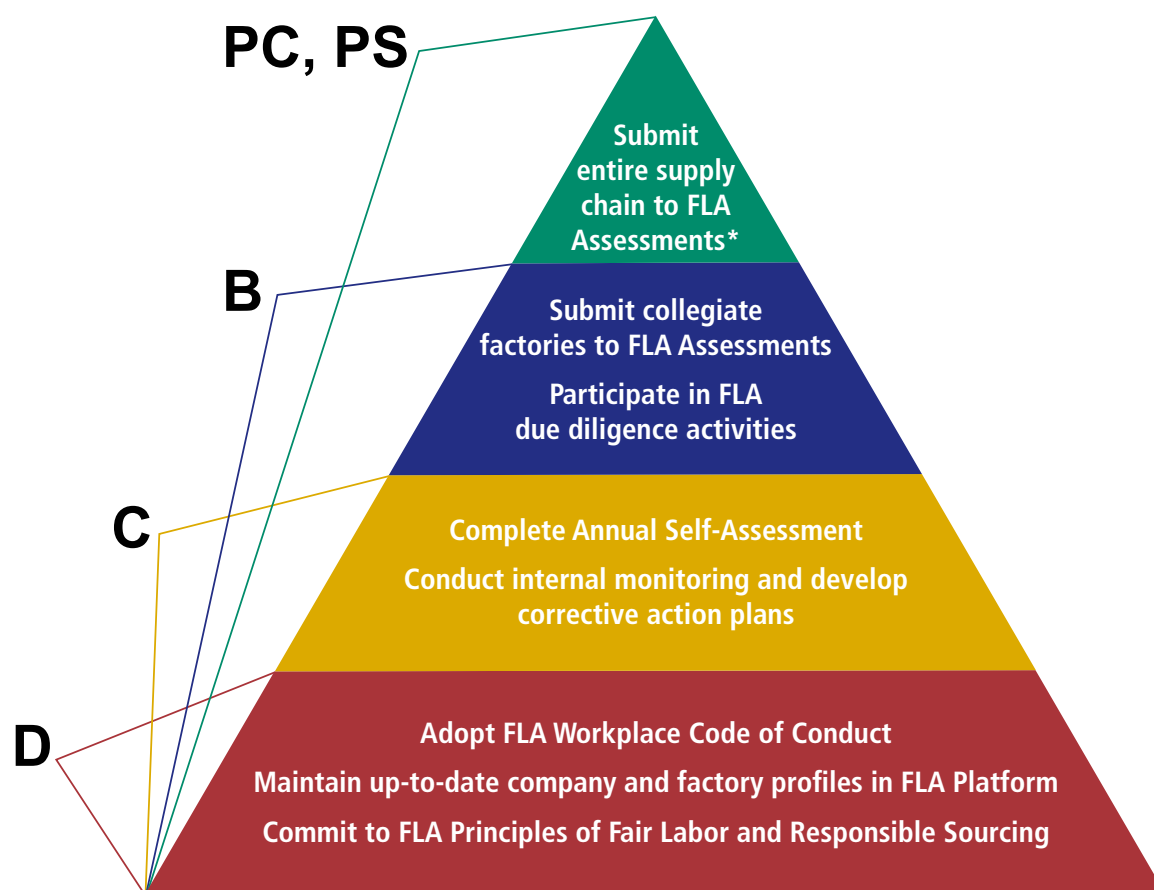 PC, PS
Submit
entire supply
chain to FLA
Assessments*
B
Submit collegiate
factories to FLA Assessments
Participate in FLA
due diligence activities
C
Complete Annual Self-Assessment
Conduct internal monitoring and develop
corrective action plans
D
Adopt FLA Workplace Code of Conduct
Maintain up-to-date company and factory profiles in FLA Platform
Commit to FLA Principles of Fair Labor and Responsible Sourcing